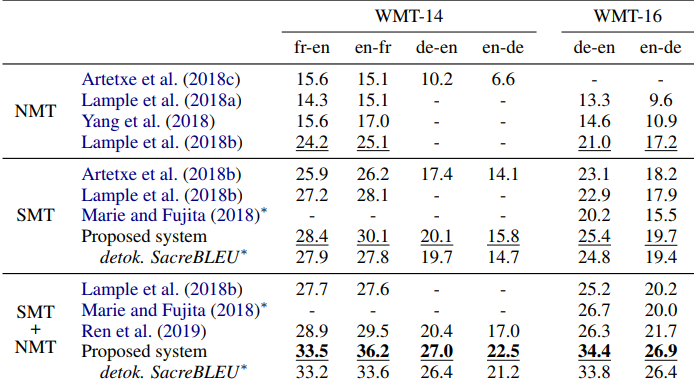 WMT-14 WMT-16
fr-en en-fr de-en en-de de-en en-de
NMT
Artetxe et al. (2018c) 15.6 15.1 10.2 6.6 - -
Lample et al. (2018a) 14.3 15.1 - - 13.3 9.6
Yang et al. (2018) 15.6 17.0 - - 14.6 10.9
Lample et al. (2018b) 24.2 25.1 - - 21.0 17.2
SMT
Artetxe et al. (2018b) 25.9 26.2 17.4 14.1 23.1 18.2
Lample et al. (2018b) 27.2 28.1 - - 22.9 17.9
Marie and Fujita (2018)* - - - - 20.2 15.5
Proposed system 28.4 30.1 20.1 15.8 25.4 19.7
detok. SacreBLEU* 27.9 27.8 19.7 14.7 24.8 19.4
SMT
+
NMT
Lample et al. (2018b) 27.7 27.6 - - 25.2 20.2
Marie and Fujita (2018)* - - - - 26.7 20.0
Ren et al. (2019) 28.9 29.5 20.4 17.0 26.3 21.7
Proposed system 33.5 36.2 27.0 22.5 34.4 26.9
detok. SacreBLEU* 33.2 33.6 26.4 21.2 33.8 26.4